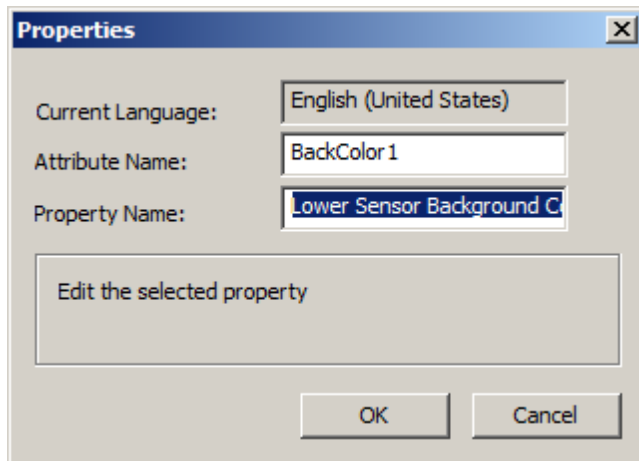 Properties
Current Language: English (United States)
Attribute Name: BackColor1
Property Name: Lower Sensor Background C
Edit the selected property
OK Cancel